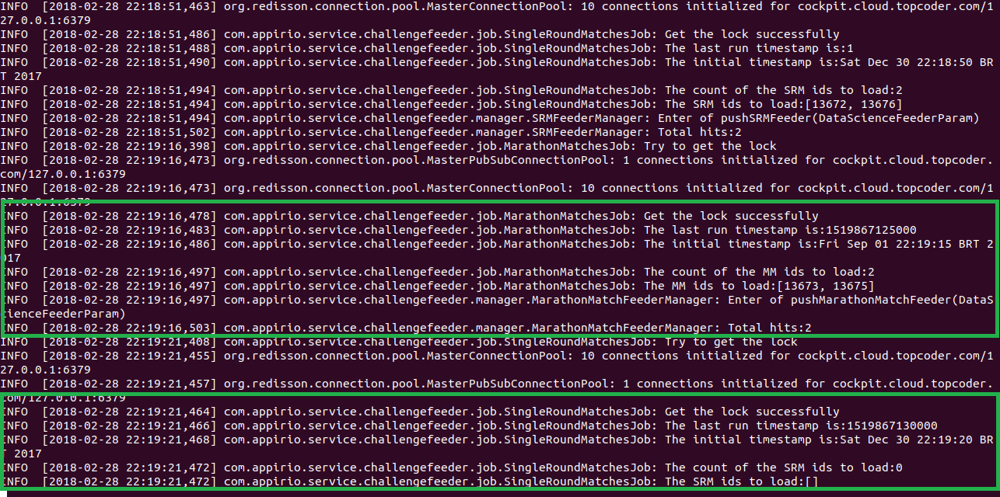 INFO  [2018-02-28 22:18:51,463] org.redisson.connection.pool.MasterConnectionPool: 10 connections initialized for cockpit.cloud.topcoder.com/1
27.0.0.1:6379
INFO  [2018-02-28 22:18:51,486] com.appirio.service.challengefeeder.job.SingleRoundMatchesJob: Get the lock successfully
INFO  [2018-02-28 22:18:51,488] com.appirio.service.challengefeeder.job.SingleRoundMatchesJob: The last run timestamp is:1
INFO  [2018-02-28 22:18:51,490] com.appirio.service.challengefeeder.job.SingleRoundMatchesJob: The initial timestamp is:Sat Dec 30 22:18:50 BR
T 2017
INFO  [2018-02-28 22:18:51,494] com.appirio.service.challengefeeder.job.SingleRoundMatchesJob: The count of the SRM ids to load:2
INFO  [2018-02-28 22:18:51,494] com.appirio.service.challengefeeder.job.SingleRoundMatchesJob: The SRM ids to load:[13672, 13676]
INFO  [2018-02-28 22:18:51,494] com.appirio.service.challengefeeder.manager.SRMFeederManager: Enter of pushSRMFeeder(DataScienceFeederParam)
INFO  [2018-02-28 22:18:51,502] com.appirio.service.challengefeeder.manager.SRMFeederManager: Total hits:2
INFO  [2018-02-28 22:19:16,398] com.appirio.service.challengefeeder.job.MarathonMatchesJob: Try to get the lock
INFO  [2018-02-28 22:19:16,473] org.redisson.connection.pool.MasterPubSubConnectionPool: 1 connections initialized for cockpit.cloud.topcoder.
com/127.0.0.1:6379
INFO  [2018-02-28 22:19:16,473] org.redisson.connection.pool.MasterConnectionPool: 10 connections initialized for cockpit.cloud.topcoder.com/1
27.0.0.1:6379
INFO  [2018-02-28 22:19:16,478] com.appirio.service.challengefeeder.job.MarathonMatchesJob: Get the lock successfully
INFO  [2018-02-28 22:19:16,483] com.appirio.service.challengefeeder.job.MarathonMatchesJob: The last run timestamp is:1519867125000
INFO  [2018-02-28 22:19:16,486] com.appirio.service.challengefeeder.job.MarathonMatchesJob: The initial timestamp is:Fri Sep 01 22:19:15 BRT 2
017
INFO  [2018-02-28 22:19:16,497] com.appirio.service.challengefeeder.job.MarathonMatchesJob: The count of the MM ids to load:2
INFO  [2018-02-28 22:19:16,497] com.appirio.service.challengefeeder.job.MarathonMatchesJob: The MM ids to load:[13673, 13675]
INFO  [2018-02-28 22:19:16,497] com.appirio.service.challengefeeder.manager.MarathonMatchFeederManager: Enter of pushMarathonMatchFeeder(DataS
cienceFeederParam)
INFO  [2018-02-28 22:19:16,503] com.appirio.service.challengefeeder.manager.MarathonMatchFeederManager: Total hits:2
INFO  [2018-02-28 22:19:21,408] com.appirio.service.challengefeeder.job.SingleRoundMatchesJob: Try to get the lock
INFO  [2018-02-28 22:19:21,455] org.redisson.connection.pool.MasterConnectionPool: 10 connections initialized for cockpit.cloud.topcoder.com/1
27.0.0.1:6379
INFO  [2018-02-28 22:19:21,457] org.redisson.connection.pool.MasterPubSubConnectionPool: 1 connections initialized for cockpit.cloud.topcoder.
com/127.0.0.1:6379
INFO  [2018-02-28 22:19:21,464] com.appirio.service.challengefeeder.job.SingleRoundMatchesJob: Get the lock successfully
INFO  [2018-02-28 22:19:21,466] com.appirio.service.challengefeeder.job.SingleRoundMatchesJob: The last run timestamp is:1519867130000
INFO  [2018-02-28 22:19:21,468] com.appirio.service.challengefeeder.job.SingleRoundMatchesJob: The initial timestamp is:Sat Dec 30 22:19:20 BR
T 2017
INFO  [2018-02-28 22:19:21,472] com.appirio.service.challengefeeder.job.SingleRoundMatchesJob: The count of the SRM ids to load:0
INFO  [2018-02-28 22:19:21,472] com.appirio.service.challengefeeder.job.SingleRoundMatchesJob: The SRM ids to load:[]